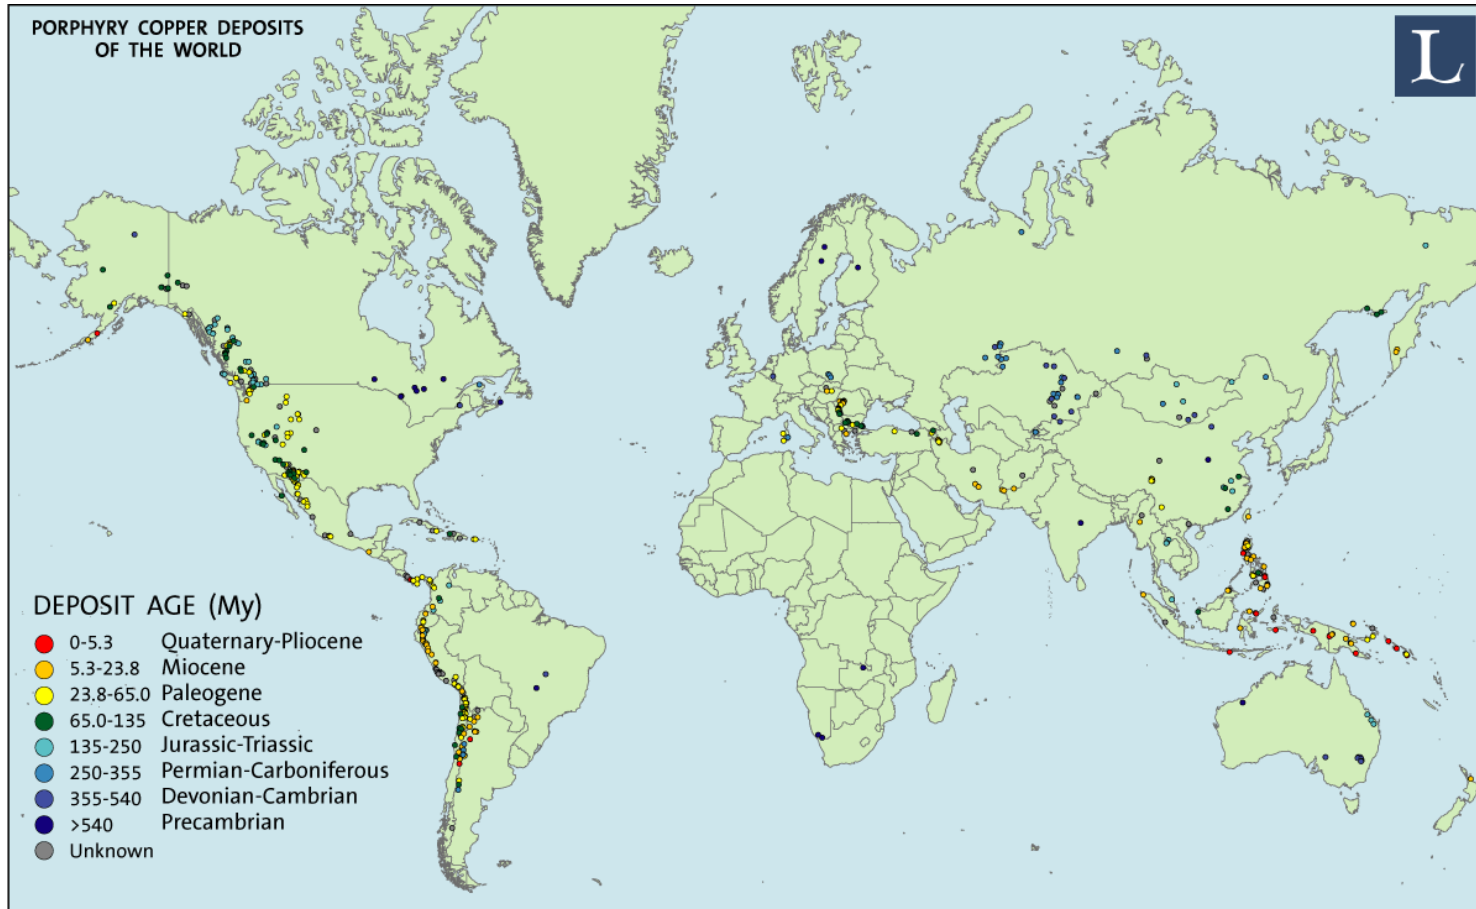 PORPHYRY COPPER DEPOSITS
OF THE WORLD
L
DEPOSIT AGE (My)
0-5.3 Quaternary-Pliocene
5.3-23.8 Miocene
23.8-65.0 Paleogene
65.0-135 Cretaceous
135-250 Jurassic-Triassic
250-355 Permian-Carboniferous
355-540 Devonian-Cambrian
>540 Precambrian
Unknown